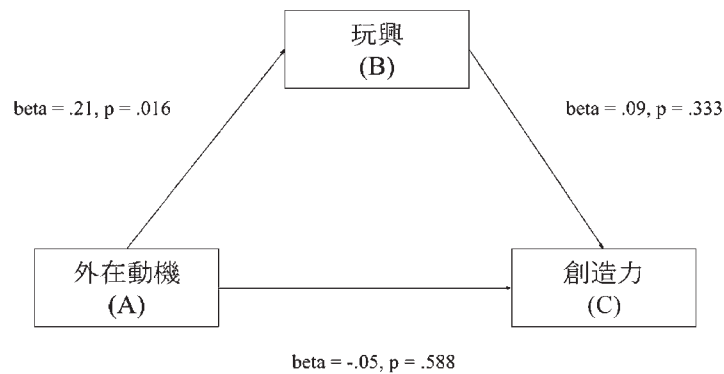 玩興
(B)
beta = .21, p = .016
beta = .09, p = .333
外在動機
(A)
創造力
(C)
beta = -.05, p = .588